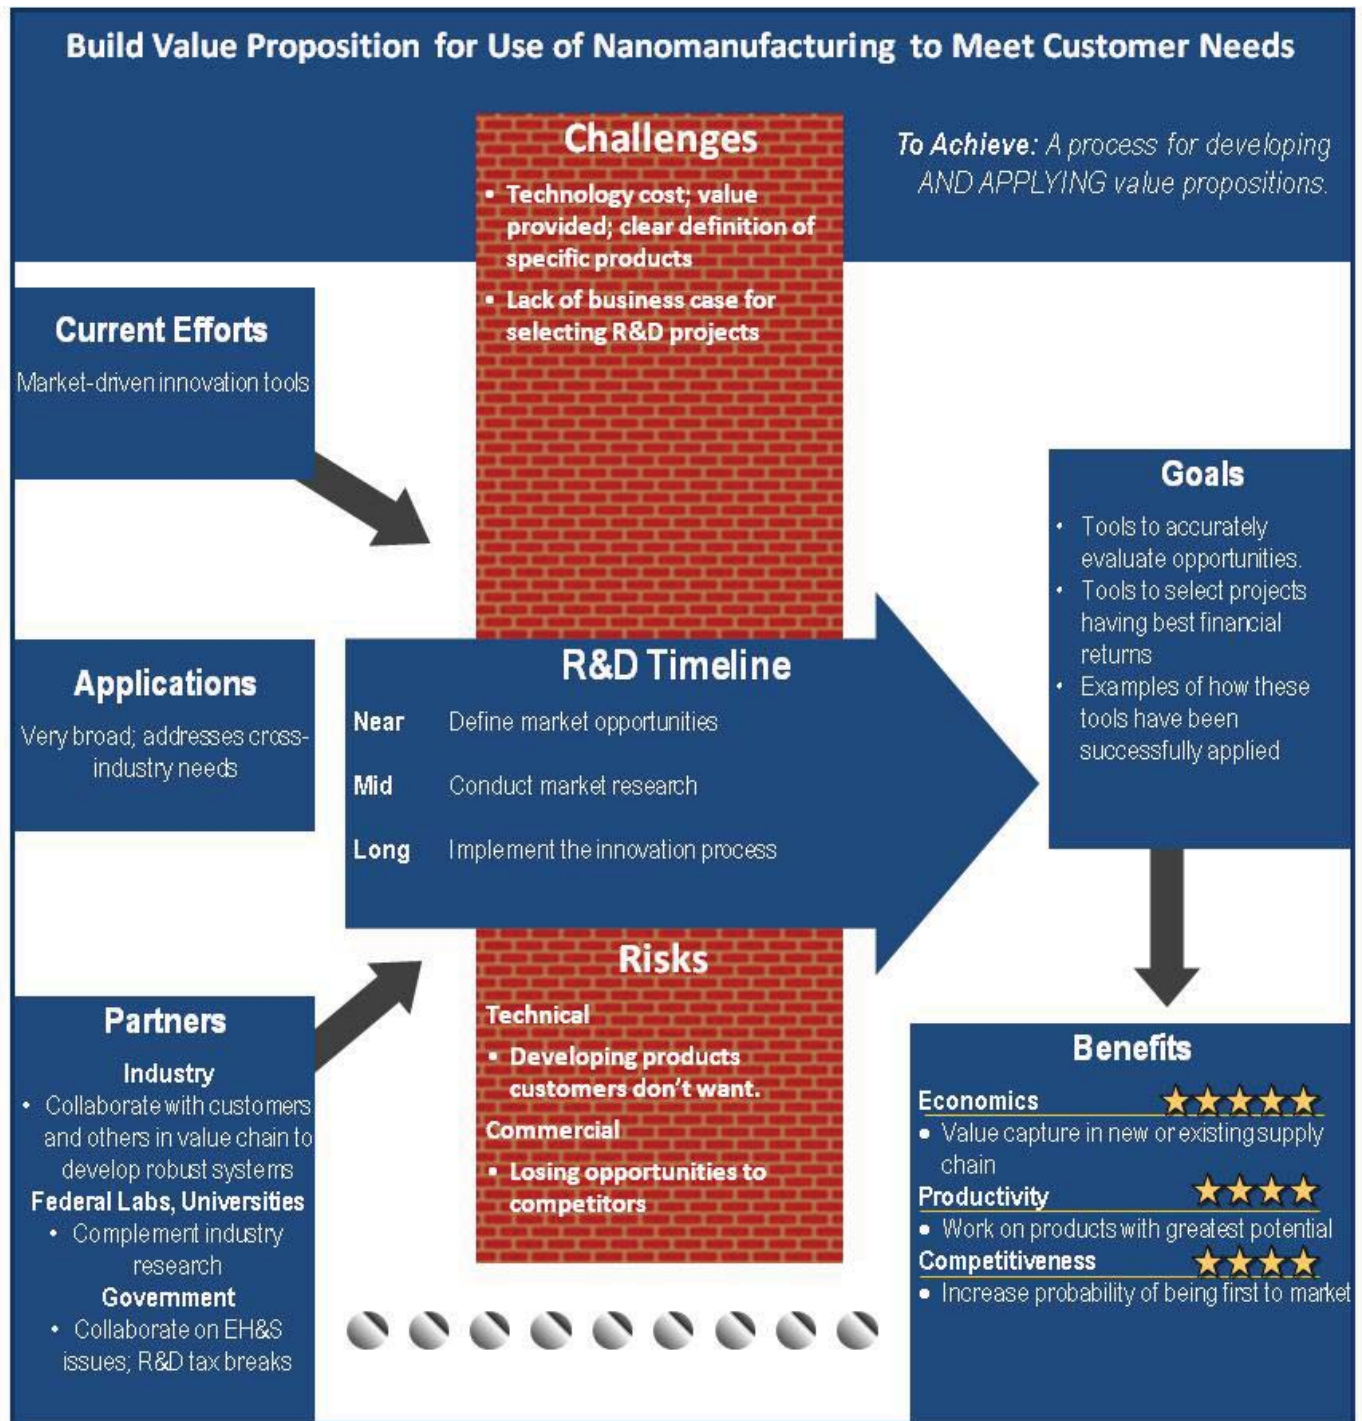 Build Value Proposition for Use of Nanomanufacturing to Meet Customer Needs
To Achieve: A process for developing
AND APPLYING value propositions.
Challenges
• Technology cost; value
provided; clear definition of
specific products
• Lack of business case for
selecting R&D projects
Current Efforts
Market-driven innovation tools
Applications
Very broad; addresses cross-
industry needs
Partners
Industry
• Collaborate with customers
and others in value chain to
develop robust systems
Federal Labs, Universities
• Complement industry
research
Government
• Collaborate on EH&S
issues; R&D tax breaks
R&D Timeline
Near Define market opportunities
Mid Conduct market research
Long Implement the innovation process
Risks
Technical
• Developing products
customers don't want.
Commercial
• Losing opportunities to
competitors
Goals
• Tools to accurately
evaluate opportunities.
• Tools to select projects
having best financial
returns
• Examples of how these
tools have been
successfully applied
Benefits
Economics
• Value capture in new or existing supply
chain
Productivity
• Work on products with greatest potential
Competitiveness
• Increase probability of being first to market